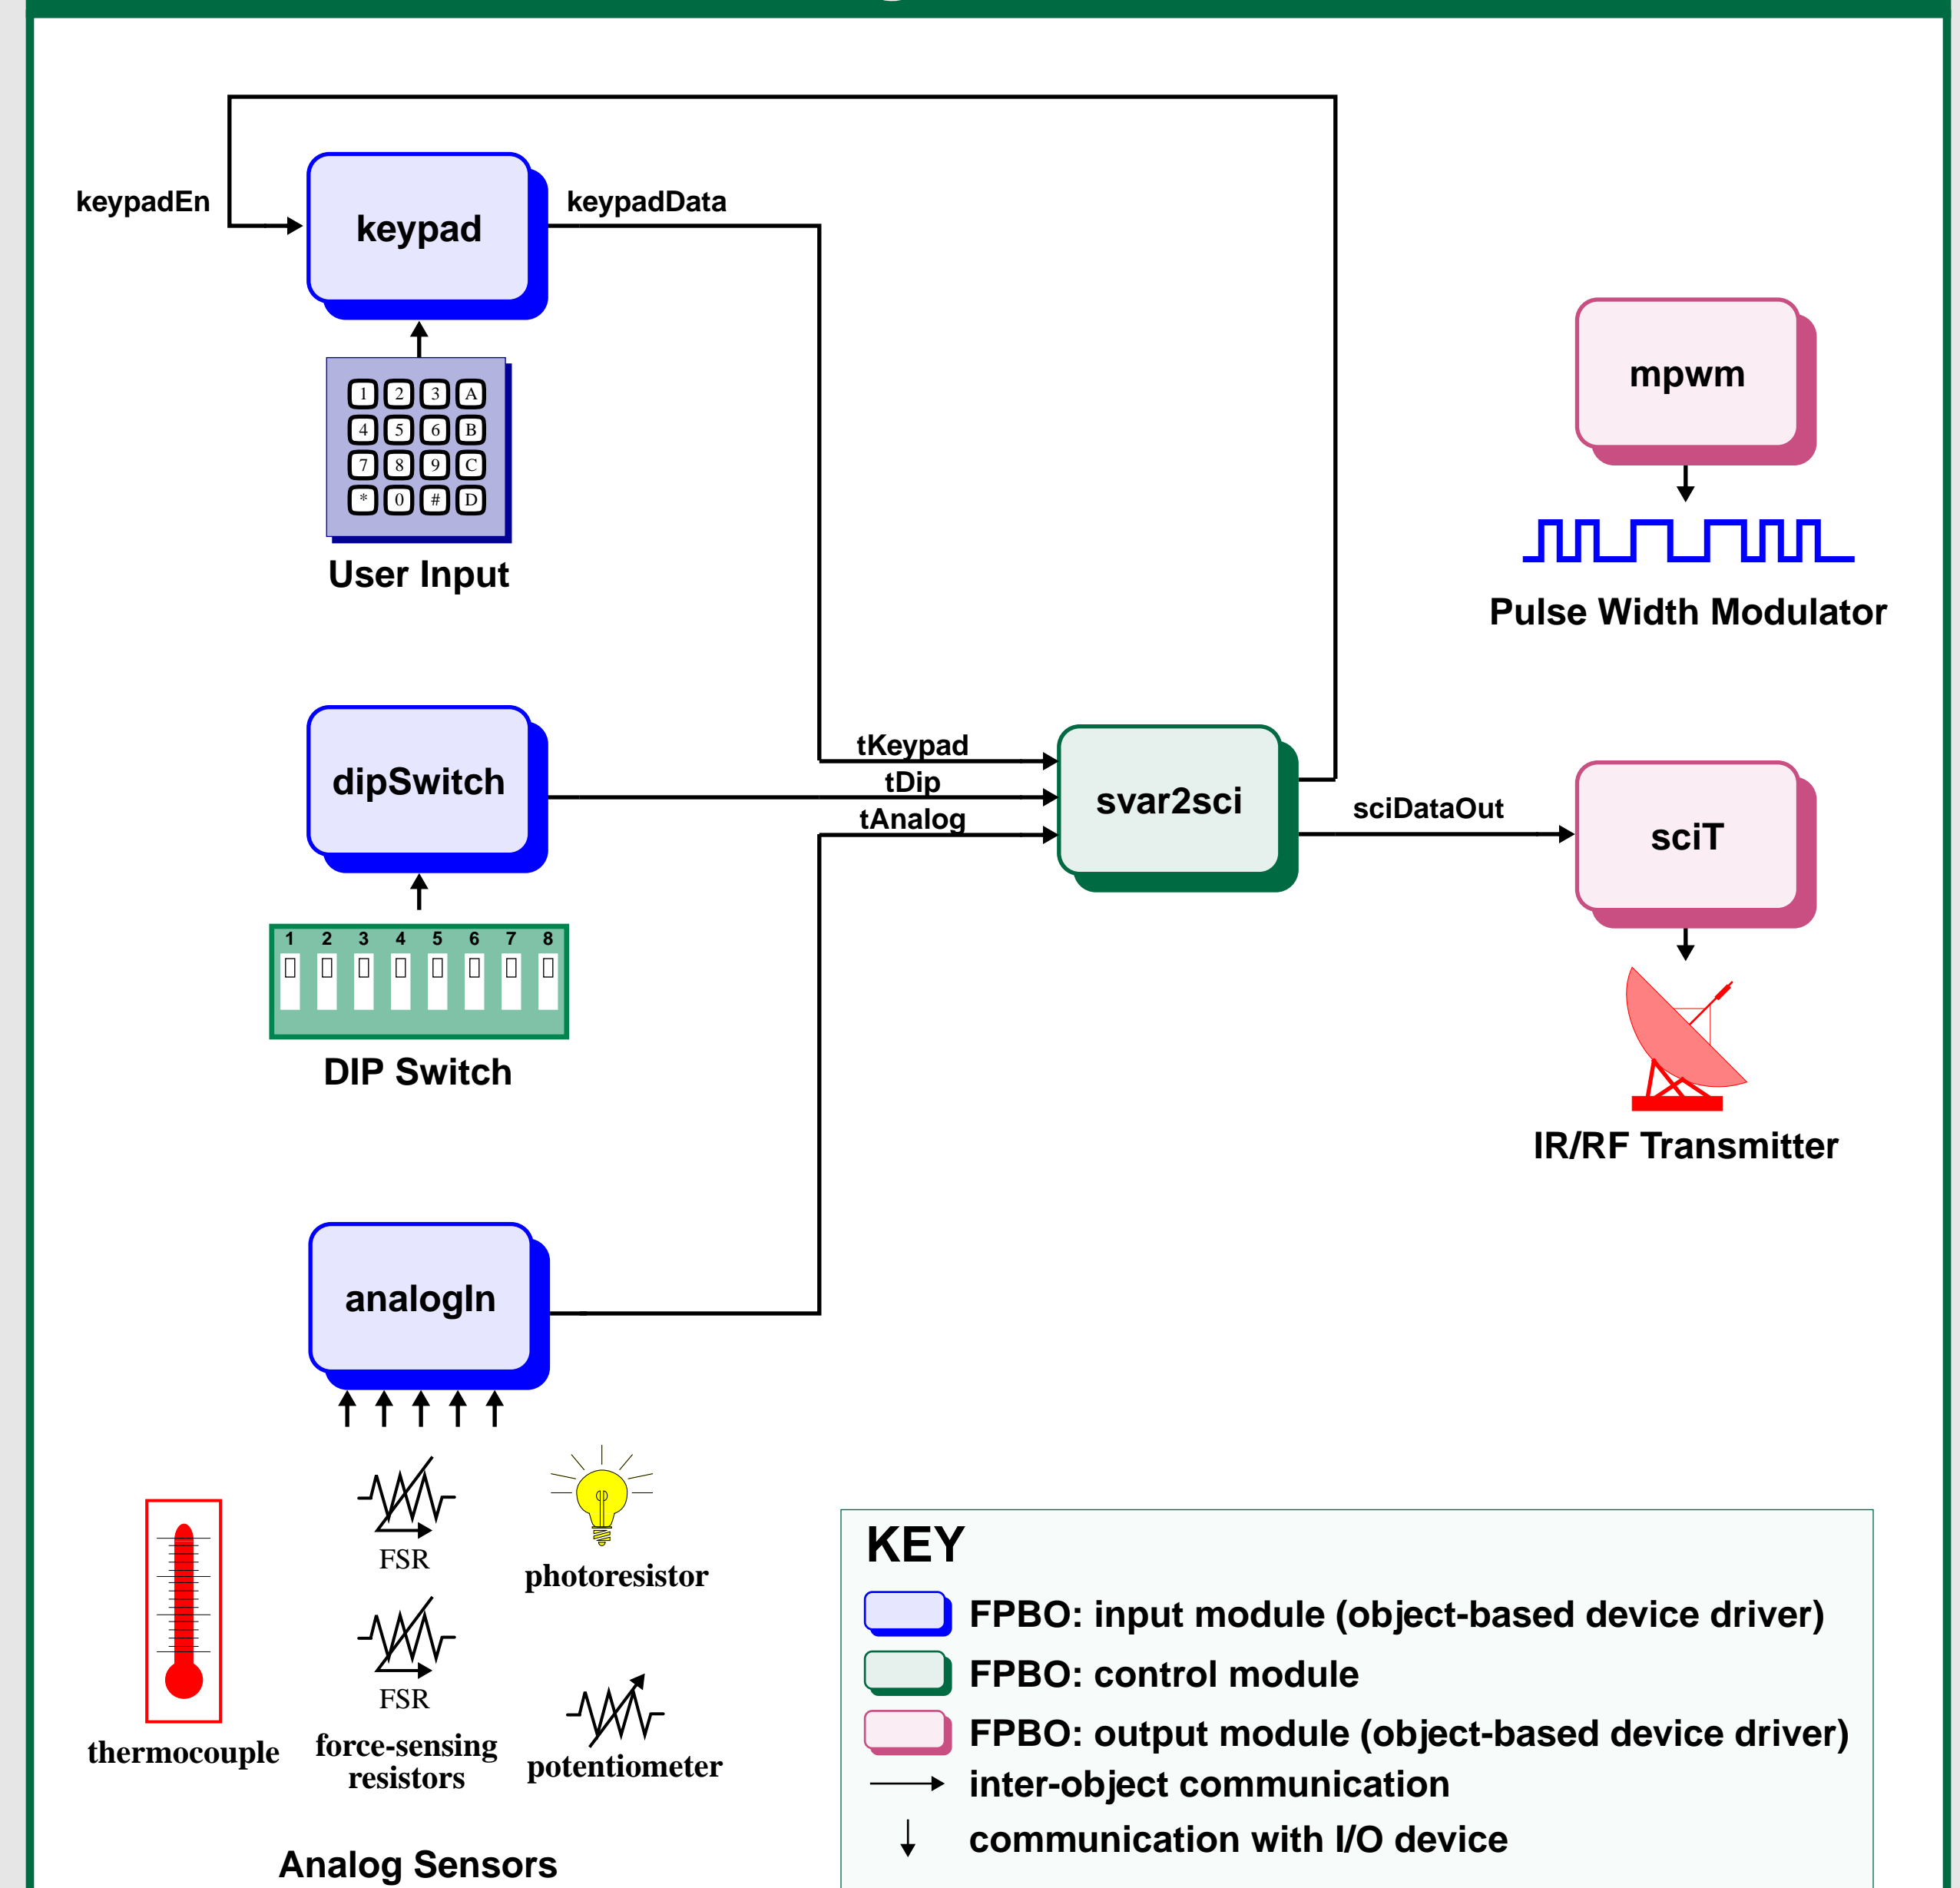 keypadEn
keypad
keypadData
1 2 3 A
4 5 6 B
7 8 9 C
* 0 # D
User Input
mpwm
Pulse Width Modulator
dipSwitch
tKeypad
tDip
tAnalog
svar2sci
sciDataOut
sciT
1 2 3 4 5 6 7 8
DIP Switch
IR/RF Transmitter
analogIn
FSR
photoresistor
FSR
thermocouple
force-sensing
resistors
potentiometer
Analog Sensors
KEY
FPBO: input module (object-based device driver)
FPBO: control module
FPBO: output module (object-based device driver)
inter-object communication
communication with I/O device